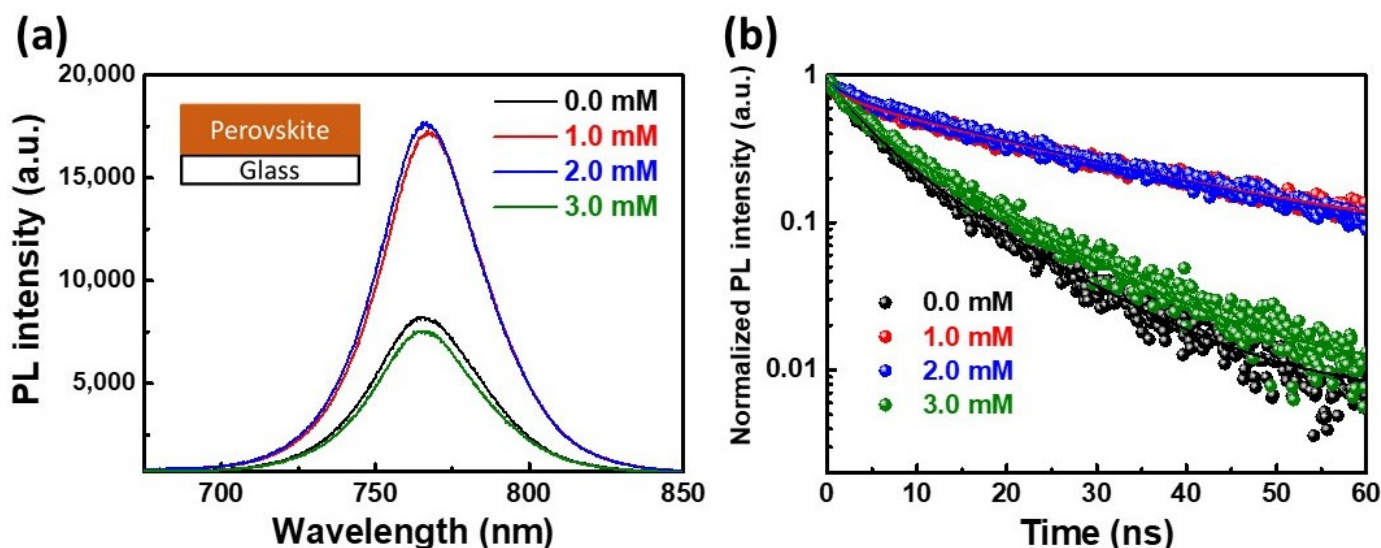 (a)
20,000
15,000
10,000
5,000
PL intensity (a.u.)
Perovskite
Glass
0.0 mM
1.0 mM
2.0 mM
3.0 mM
700
750
800
850
Wavelength (nm)
(b)
1
0.1
0.01
Normalized PL intensity (a.u.)
0.0 mM
1.0 mM
2.0 mM
3.0 mM
0
10
20
30
40
50
60
Time (ns)